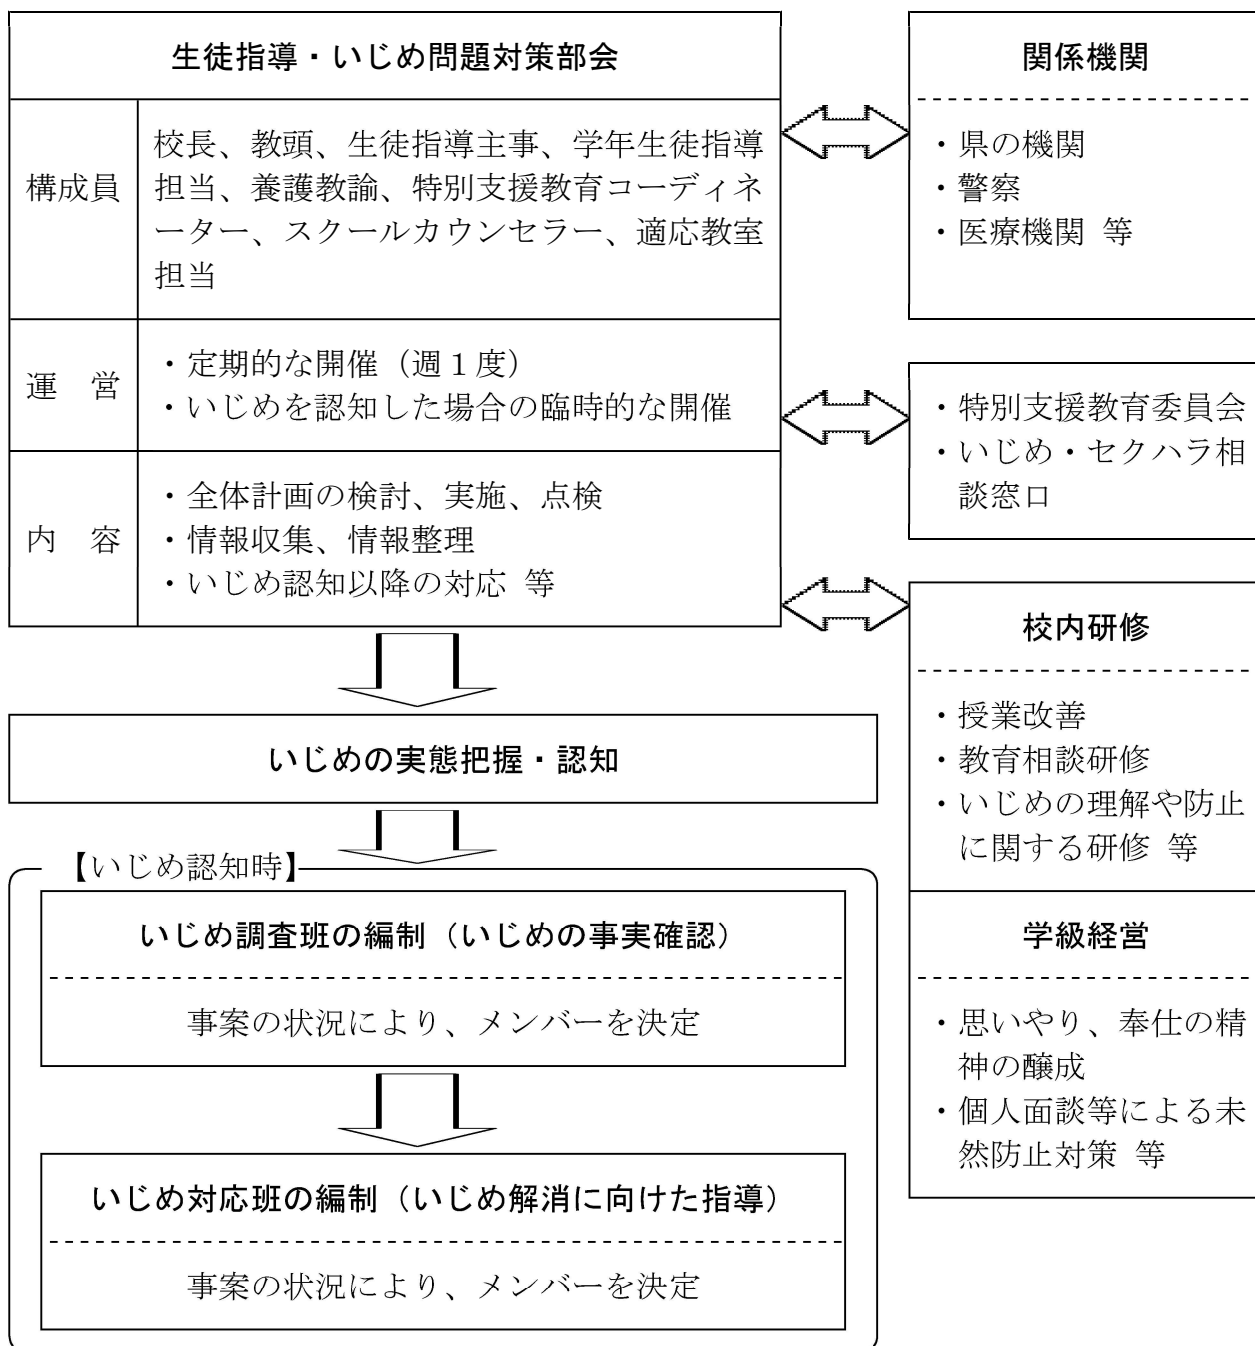 生徒指導・いじめ問題対策部会
構成員
校長、教頭、生徒指導主事、学年生徒指導
担当、養護教諭、特別支援教育コーディネ
ーター、スクールカウンセラー、適応教室
担当
運　営
・定期的な開催（週１度）
・いじめを認知した場合の臨時的な開催
内　容
・全体計画の検討、実施、点検
・情報収集、情報整理
・いじめ認知以降の対応 等
関係機関
・県の機関
・警察
・医療機関 等
・特別支援教育委員会
・いじめ・セクハラ相
談窓口
校内研修
・授業改善
・教育相談研修
・いじめの理解や防止
に関する研修 等
学級経営
・思いやり、奉仕の精
神の醸成
・個人面談等による未
然防止対策 等
いじめの実態把握・認知
【いじめ認知時】
いじめ調査班の編制（いじめの事実確認）
事案の状況により、メンバーを決定
いじめ対応班の編制（いじめ解消に向けた指導）
事案の状況により、メンバーを決定